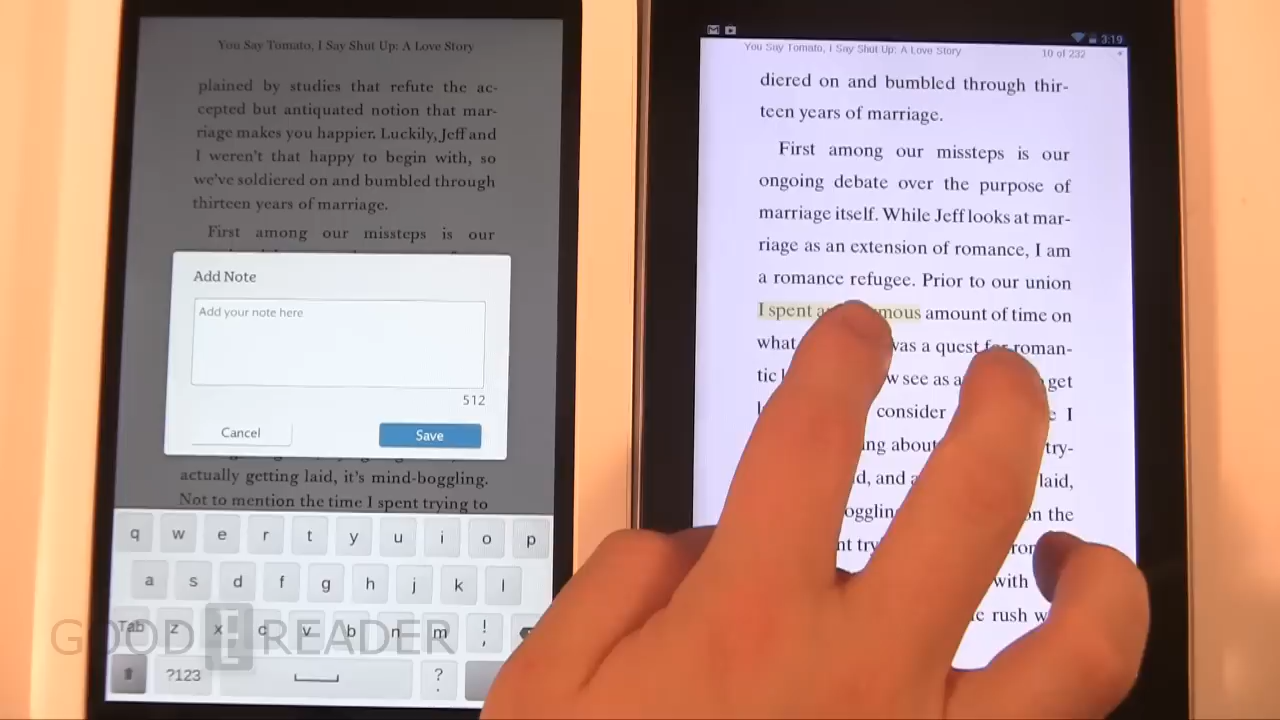 You Say Tomato, I Say Shut Up: A Love Story
plained by studies that refute the ac-
cepted but antiquated notion that mar-
riage makes you happier. Luckily, Jeff and
I weren't that happy to begin with, so
we've soldiered on and bumbled through
thirteen years of marriage.
First among our missteps is our
Add Note
Add your note here
512
Cancel
Save
actually getting laid, it's mind-boggling.
Not to mention the time I spent trying to
q w e r t y u i o p
a s d f g h j k l
Tab z x c v b n m ! ,
?123 ? .
GOOD E READER
3:19
You Say Tomato, I Say Shut Up: A Love Story
10 of 232
diered on and bumbled through thir-
teen years of marriage.
First among our missteps is our
ongoing debate over the purpose of
marriage itself. While Jeff looks at mar-
riage as an extension of romance, I am
a romance refugee. Prior to our union
I spent amount of time on
what was a quest for roman-
tic see as a get
consider I
about try-
and laid,
on the
with
rush